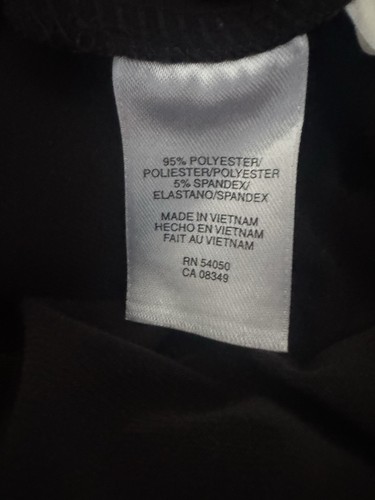 95% POLYESTER/
POLIESTER/POLYESTER
5% SPANDEX/
ELASTANO/SPANDEX
MADE IN VIETNAM
HECHO EN VIETNAM
FAIT AU VIETNAM
RN 54050
CA 08349